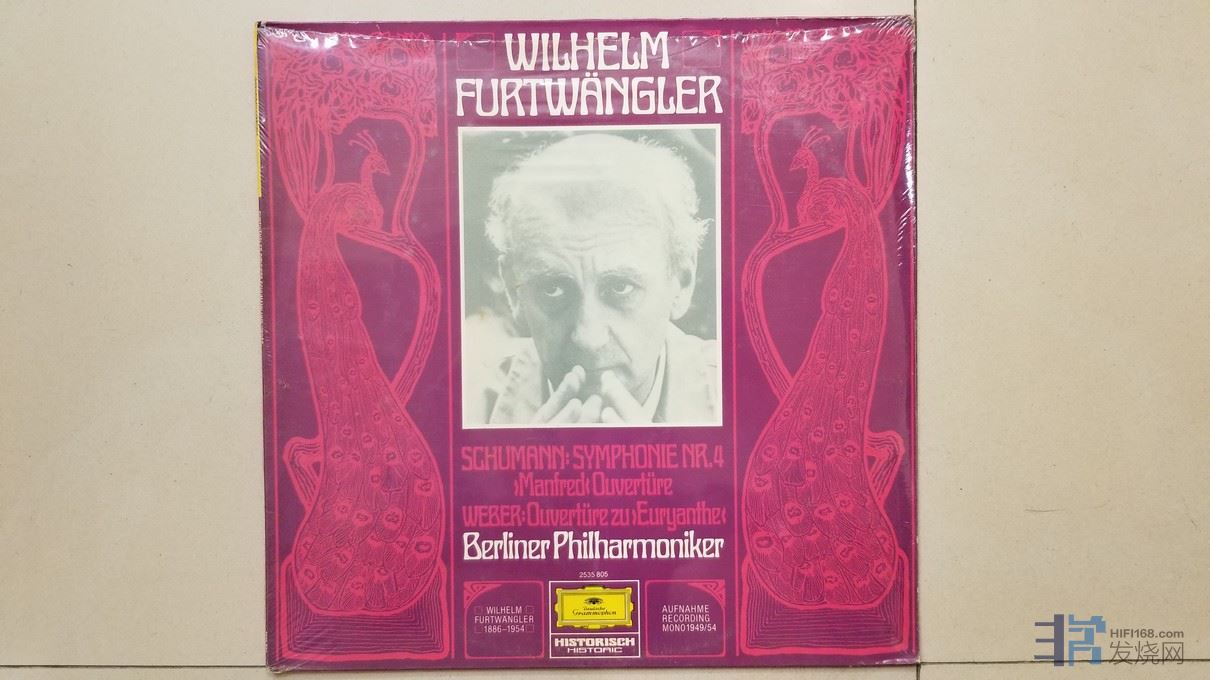 WILHELM
FURTWÄNGLER
SCHUMANN: SYMPHONIE NR. 4
›Manfred‹ Ouvertüre
WEBER: Ouvertüre zu ›Euryanthe‹
Berliner Philharmoniker
2535 805
WILHELM
FURTWÄNGLER
1886-1954
Deutsche
Grammophon
HISTORISCH
HISTORIC
AUFNAHME
RECORDING
MONO 1949/54
HIFI168.com
发烧网